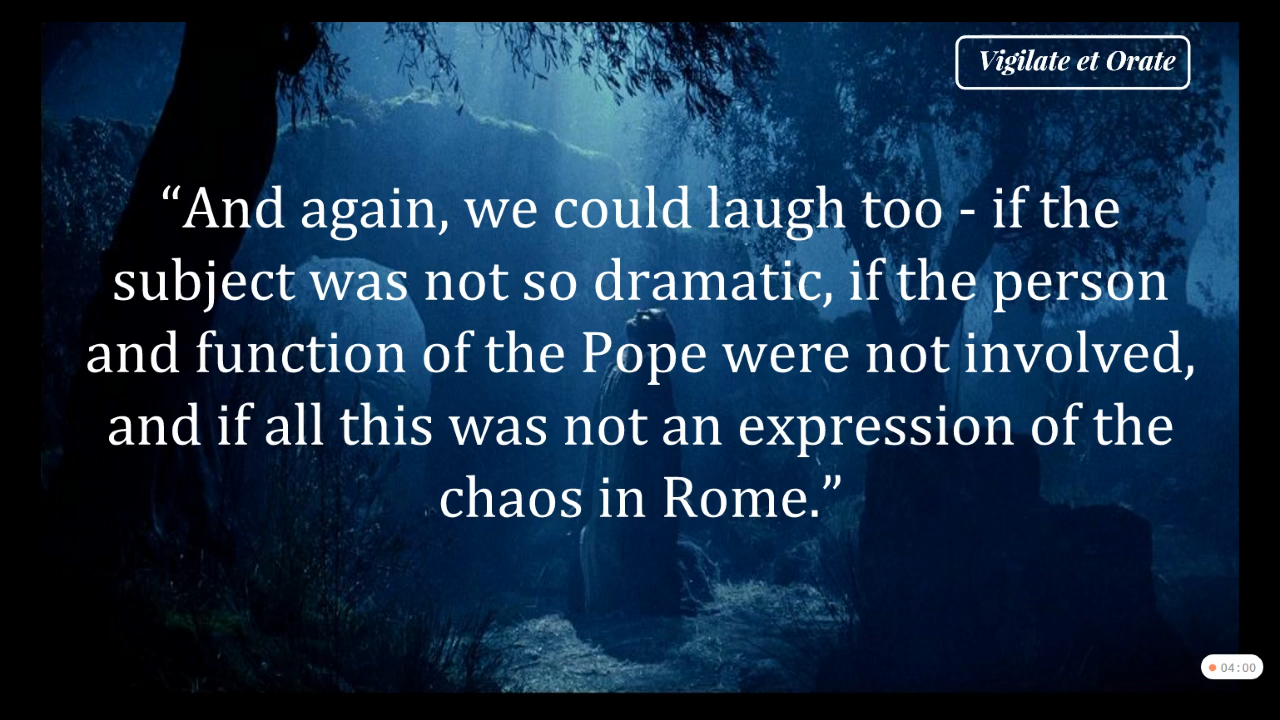 Vigilate et Orate
“And again, we could laugh too - if the
subject was not so dramatic, if the person
and function of the Pope were not involved,
and if all this was not an expression of the
chaos in Rome.”
04:00